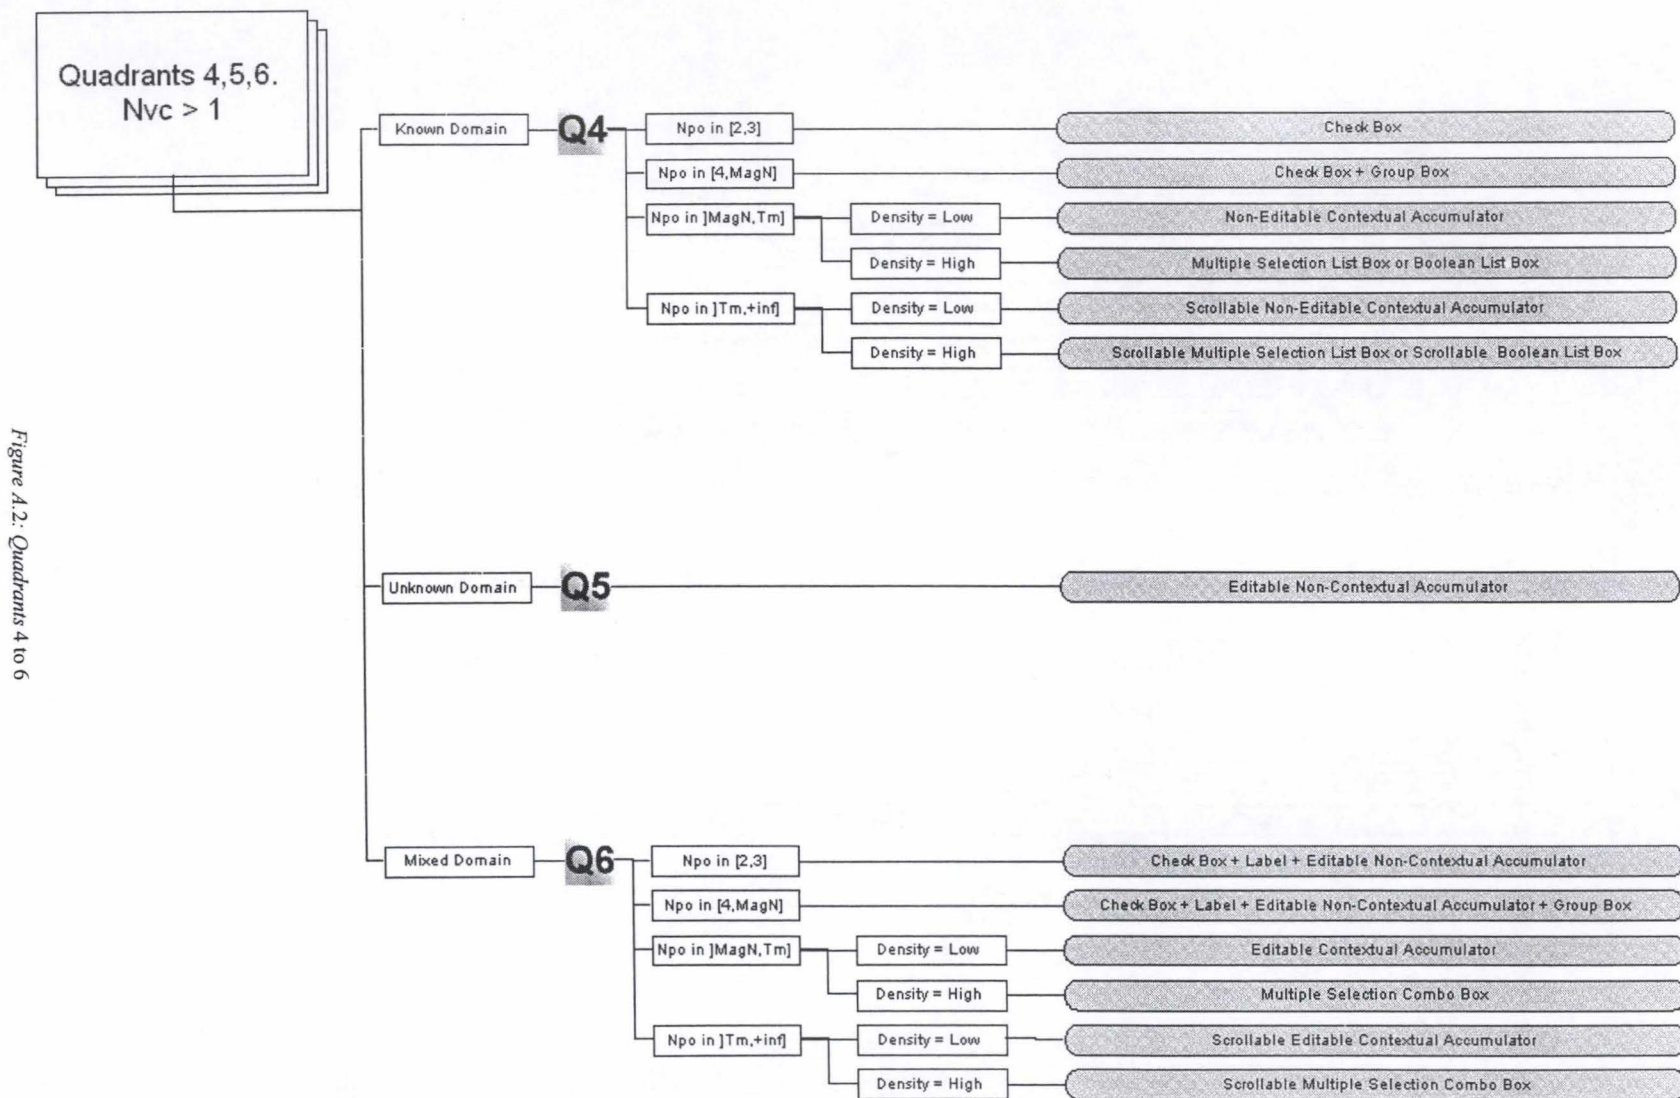 Quadrants 4,5,6.
Nvc > 1
Known Domain
Q4
Npo in [2,3]
Check Box
Npo in [4,MagN]
Check Box + Group Box
Npo in ]MagN,Tm]
Density = Low
Non-Editable Contextual Accumulator
Density = High
Multiple Selection List Box or Boolean List Box
Npo in ]Tm,+inf]
Density = Low
Scrollable Non-Editable Contextual Accumulator
Density = High
Scrollable Multiple Selection List Box or Scrollable Boolean List Box
Unknown Domain
Q5
Editable Non-Contextual Accumulator
Mixed Domain
Q6
Npo in [2,3]
Check Box + Label + Editable Non-Contextual Accumulator
Npo in [4,MagN]
Check Box + Label + Editable Non-Contextual Accumulator + Group Box
Npo in ]MagN,Tm]
Density = Low
Editable Contextual Accumulator
Density = High
Multiple Selection Combo Box
Npo in ]Tm,+inf]
Density = Low
Scrollable Editable Contextual Accumulator
Density = High
Scrollable Multiple Selection Combo Box
Figure A.2: Quadrants 4 to 6